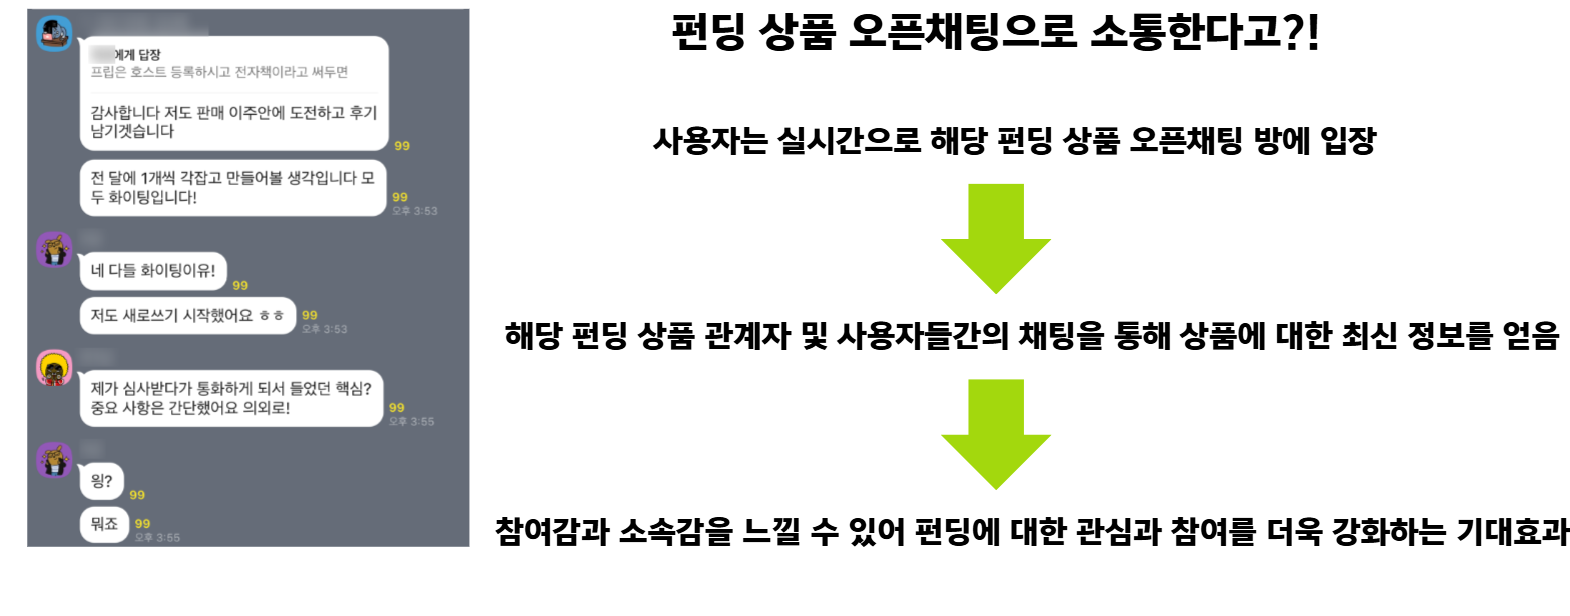 에게 답장
프립은 호스트 등록하시고 전자책이라고 써두면
감사합니다 저도 판매 이주안에 도전하고 후기
남기겟습니다
99
전 달에 1개씩 각잡고 만들어볼 생각입니다 모
두 화이팅입니다!
99
오후 3:53
네 다들 화이팅이유!
99
저도 새로쓰기 시작했어요 ㅎㅎ
99
오후 3:53
제가 심사받다가 통화하게 되서 들었던 핵심?
중요 사항은 간단했어요 의외로!
99
오후 3:55
잉?
99
뭐죠
99
오후 3:55
펀딩 상품 오픈채팅으로 소통한다고?!
사용자는 실시간으로 해당 펀딩 상품 오픈채팅 방에 입장
해당 펀딩 상품 관계자 및 사용자들간의 채팅을 통해 상품에 대한 최신 정보를 얻음
참여감과 소속감을 느낄 수 있어 펀딩에 대한 관심과 참여를 더욱 강화하는 기대효과